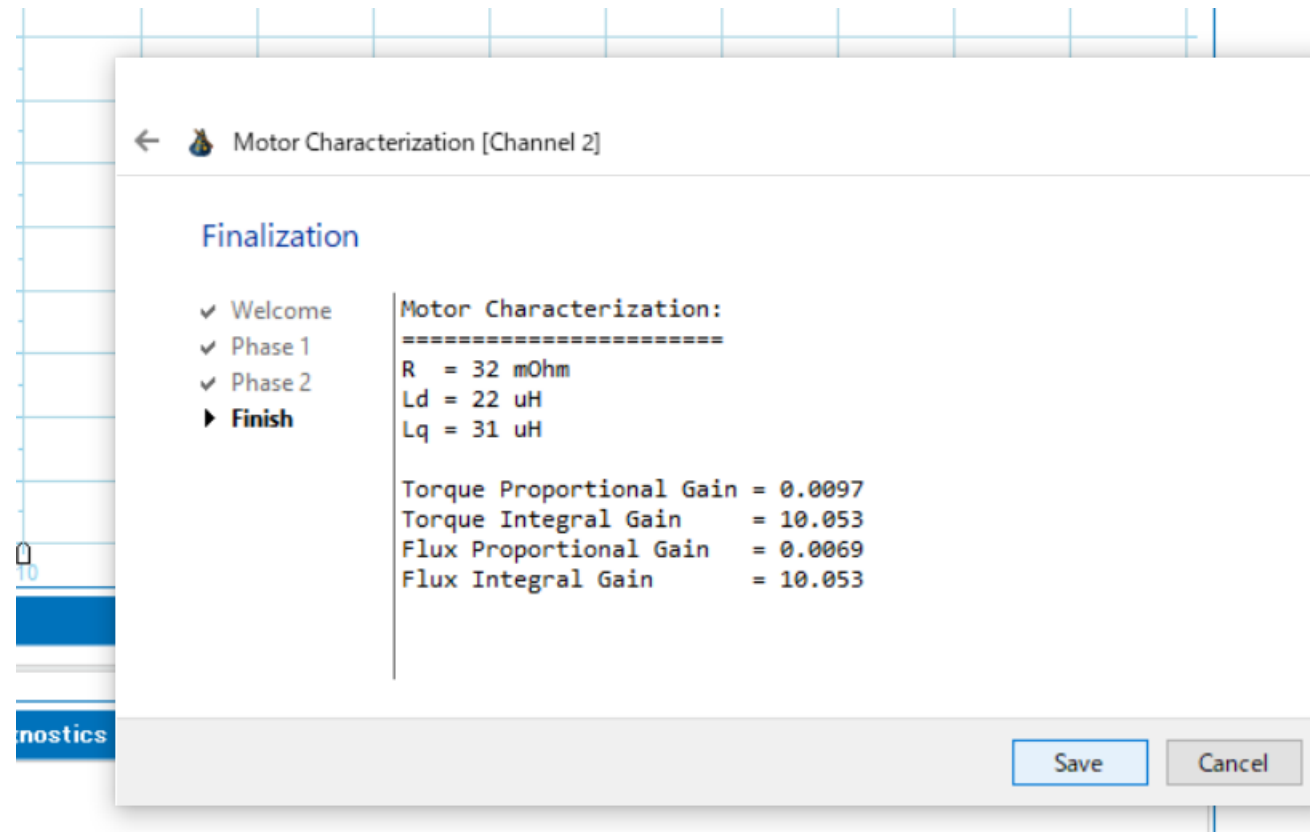 Motor Characterization [Channel 2]
Finalization
Welcome
Phase 1
Phase 2
Finish
Motor Characterization:
=======================
R  = 32 mOhm
Ld = 22 uH
Lq = 31 uH
Torque Proportional Gain = 0.0097
Torque Integral Gain     = 10.053
Flux Proportional Gain   = 0.0069
Flux Integral Gain       = 10.053
0
10
nostics
Save
Cancel